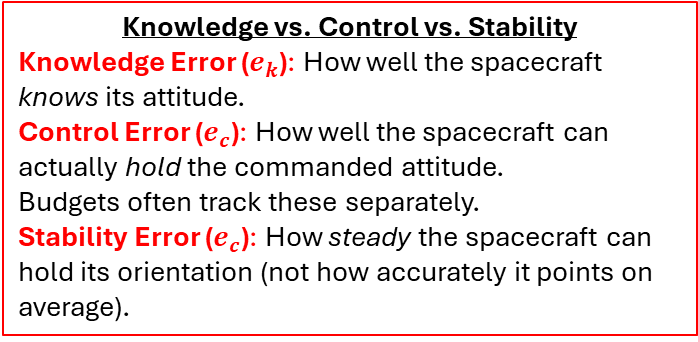 Knowledge vs. Control vs. Stability
Knowledge Error (eₖ): How well the spacecraft
knows its attitude.
Control Error (e_c): How well the spacecraft can
actually hold the commanded attitude.
Budgets often track these separately.
Stability Error (e_c): How steady the spacecraft can
hold its orientation (not how accurately it points on
average).